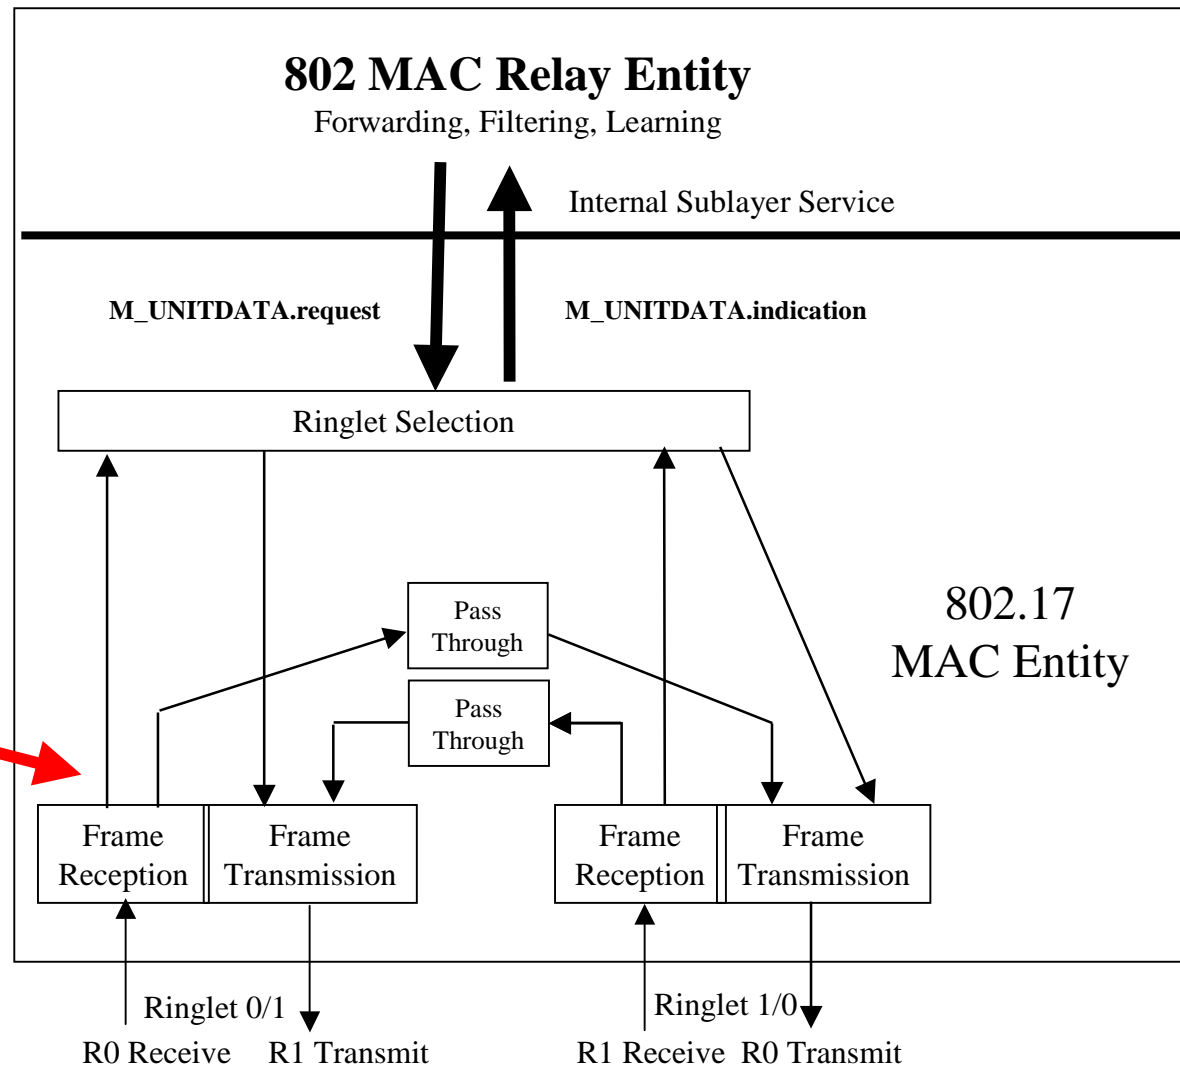 802 MAC Relay Entity
Forwarding, Filtering, Learning
Internal Sublayer Service
M_UNITDATA.request
M_UNITDATA.indication
Ringlet Selection
Pass
Through
802.17
MAC Entity
Pass
Through
Frame
Reception
Frame
Transmission
Frame
Reception
Frame
Transmission
Ringlet 0/1
Ringlet 1/0
R0 Receive
R1 Transmit
R1 Receive
R0 Transmit